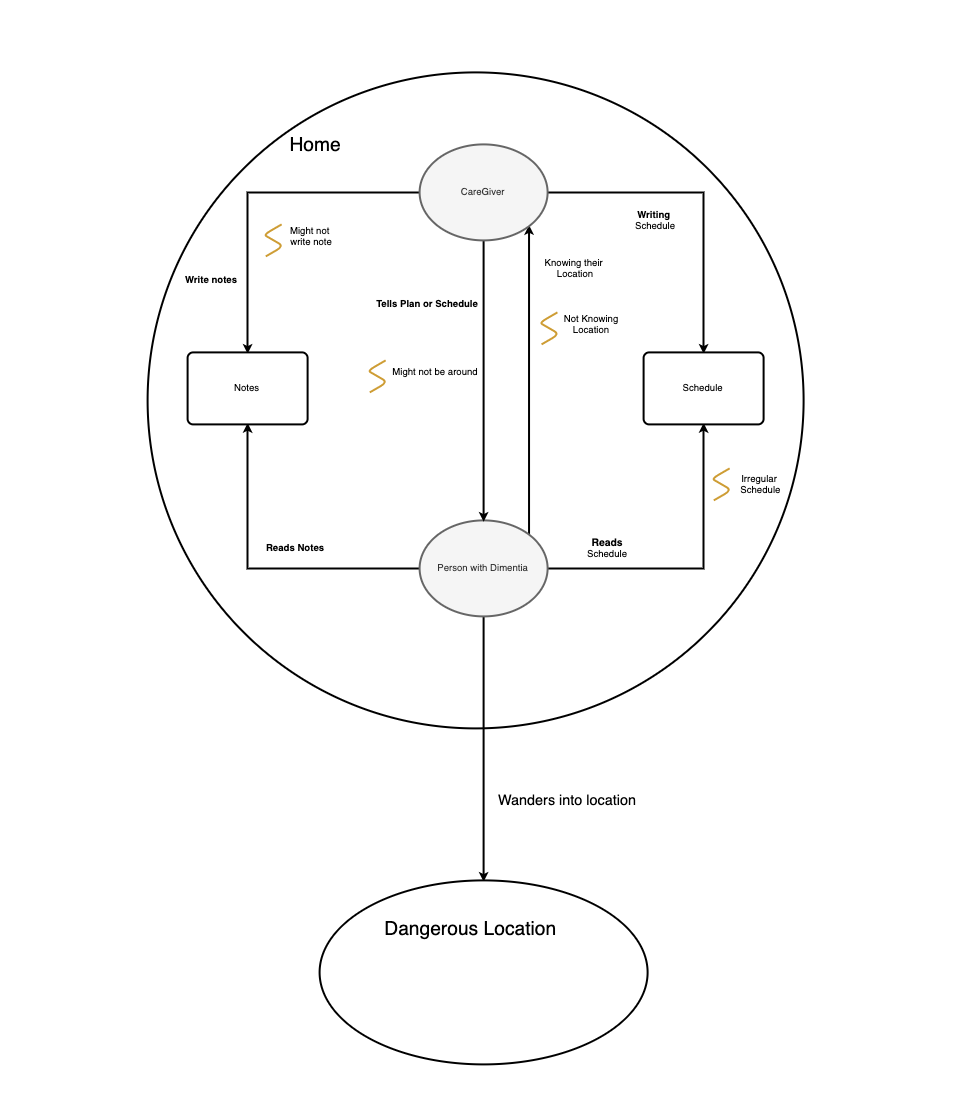 Home
CareGiver
Writing
Schedule
Might not
write note
Knowing their
Location
Write notes
Tells Plan or Schedule
Not Knowing
Location
Might not be around
Notes
Schedule
Irregular
Schedule
Reads Notes
Reads
Schedule
Person with Dimentia
Wanders into location
Dangerous Location